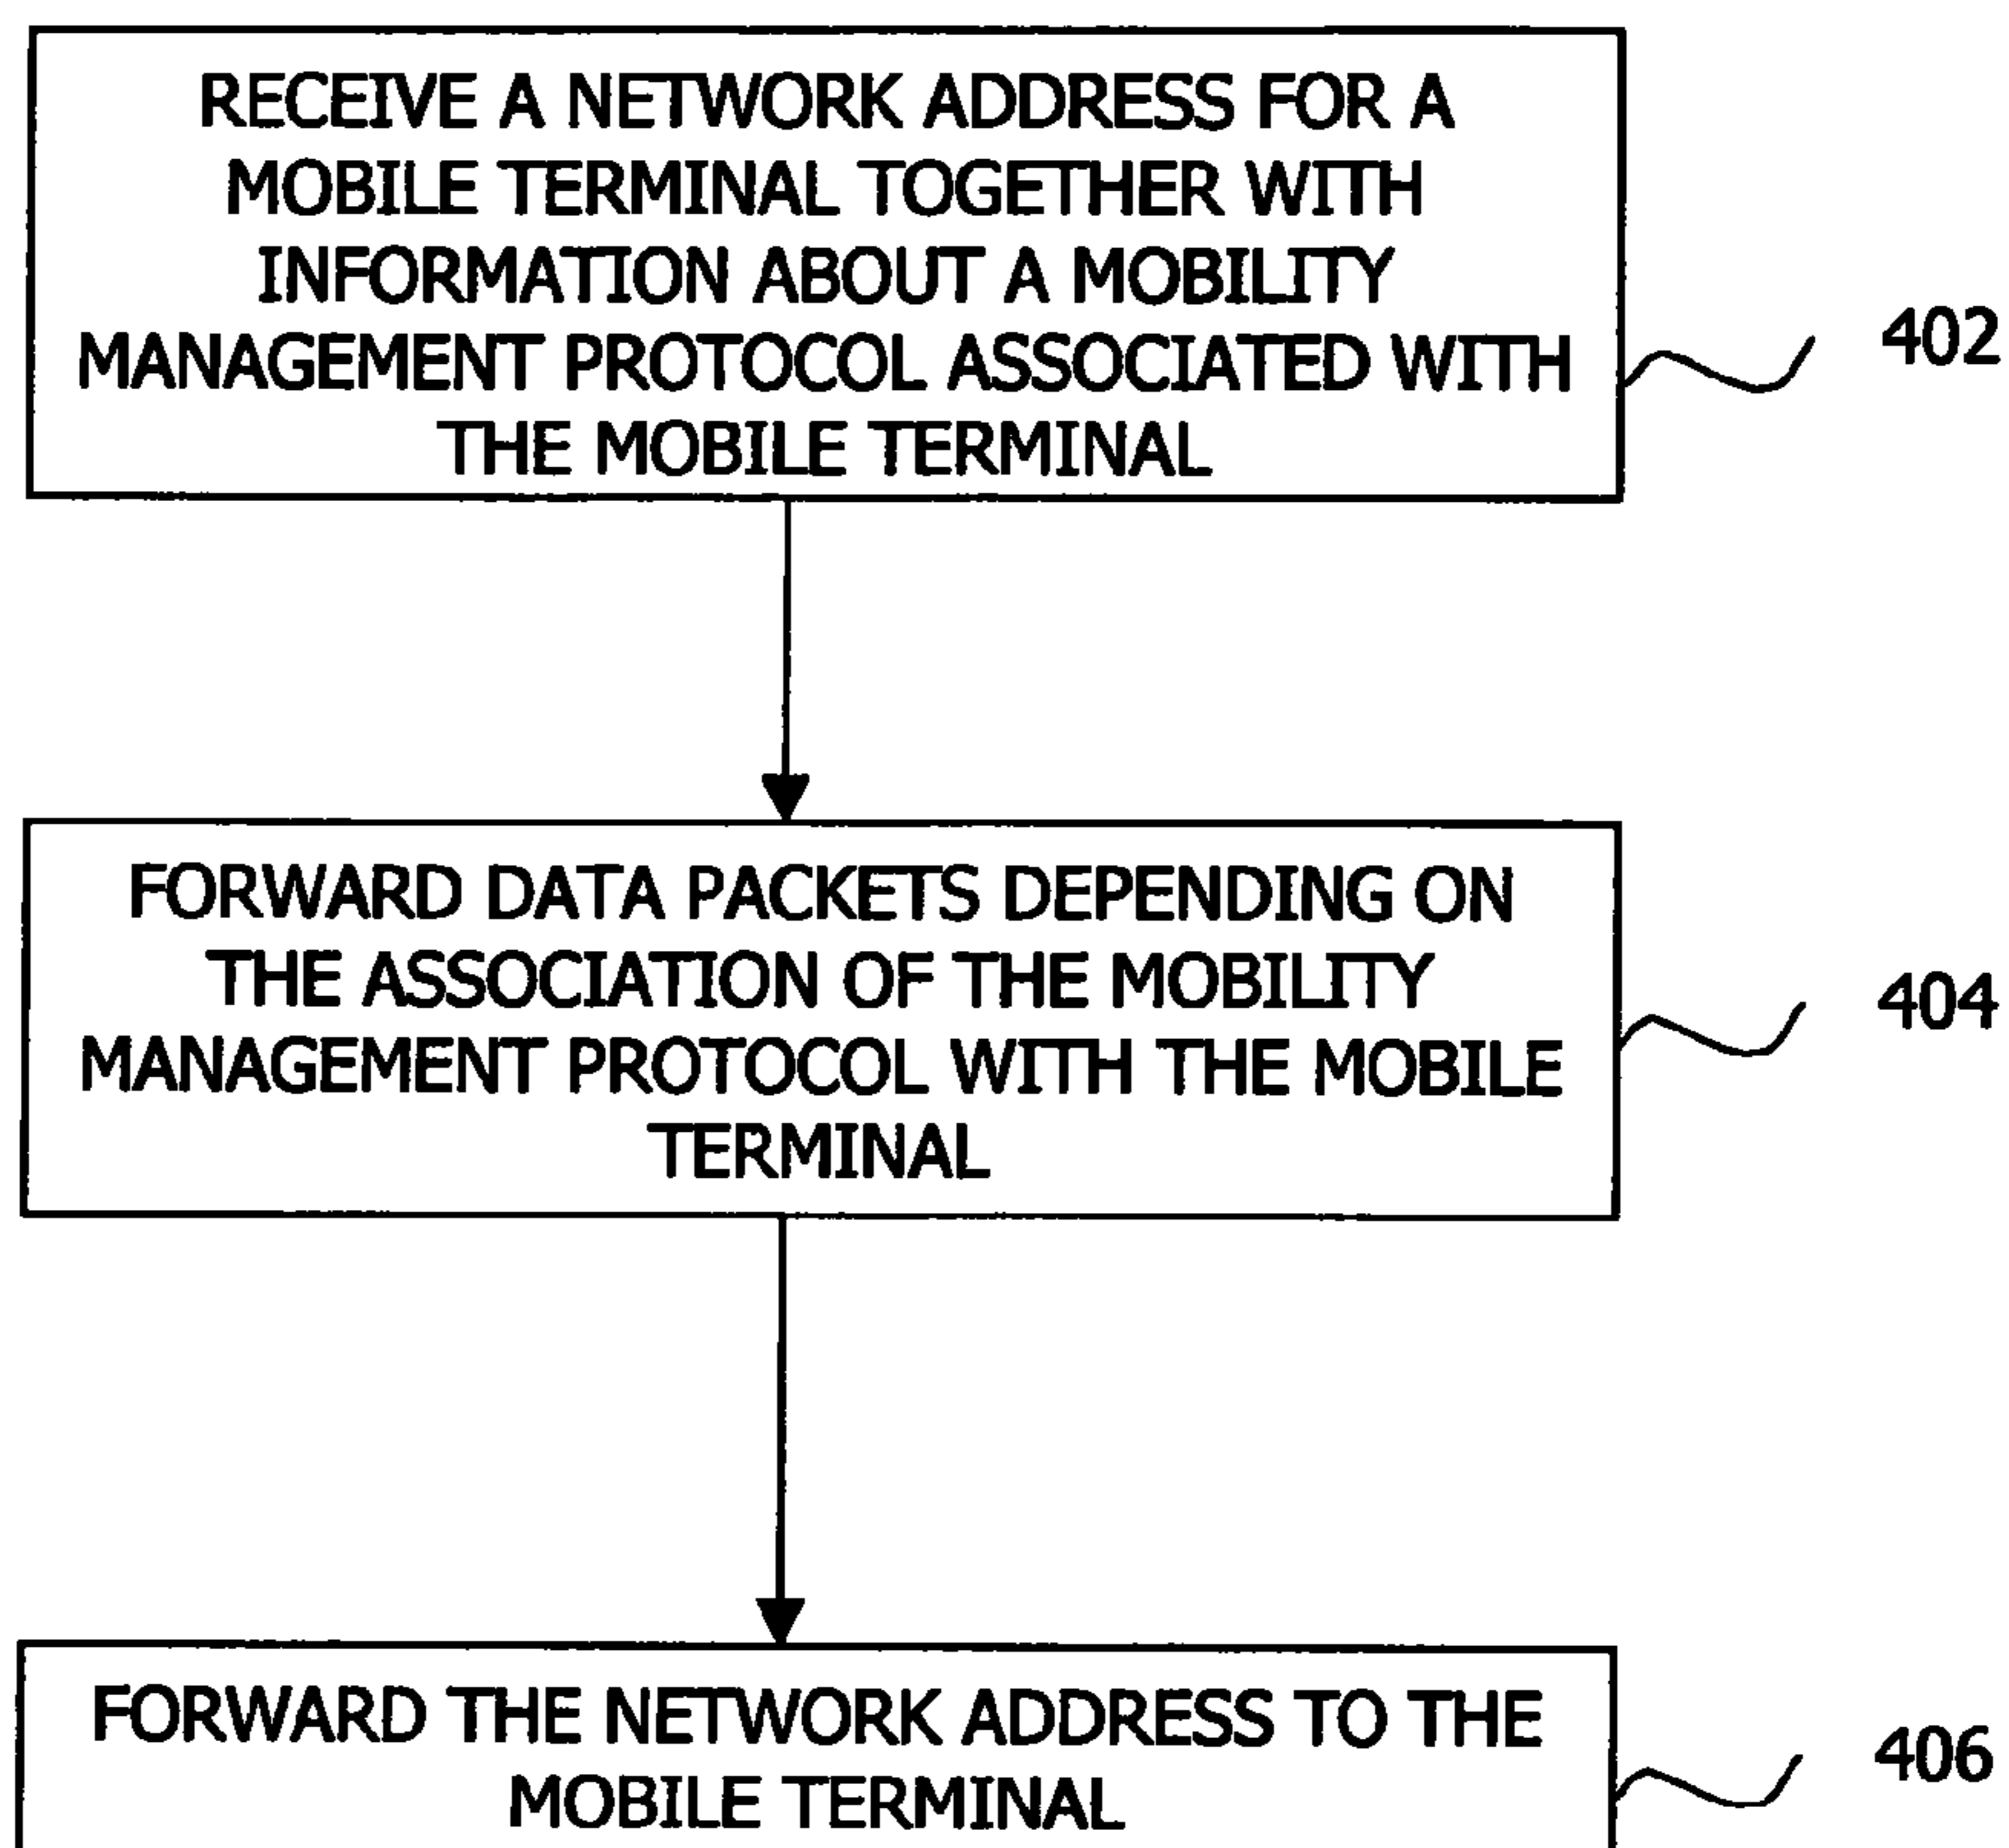 RECEIVE A NETWORK ADDRESS FOR A
MOBILE TERMINAL TOGETHER WITH
INFORMATION ABOUT A MOBILITY
MANAGEMENT PROTOCOL ASSOCIATED WITH
THE MOBILE TERMINAL
402
FORWARD DATA PACKETS DEPENDING ON
THE ASSOCIATION OF THE MOBILITY
MANAGEMENT PROTOCOL WITH THE MOBILE
TERMINAL
404
FORWARD THE NETWORK ADDRESS TO THE
MOBILE TERMINAL
406